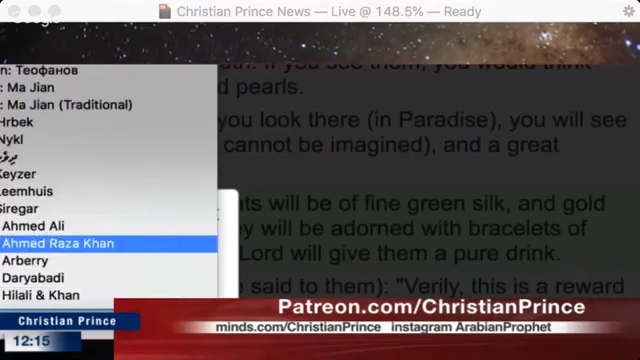 Christian Prince News — Live @ 148.5% — Ready
n: Теофанов
: Ma Jian
: Ma Jian (Traditional)
Hrbek
Nykl
Keyzer
Leemhuis
Siregar
Ahmed Ali
Ahmed Raza Khan
Arberry
Daryabadi
Hilali & Khan
you would think
d pearls.
you look there (in Paradise), you will see
cannot be imagined), and a great
ts will be of fine green silk, and gold
ey will be adorned with bracelets of
Lord will give them a pure drink.
e said to them): "Verily, this is a reward
Patreon.com/ChristianPrince
minds.com/ChristianPrince instagram ArabianProphet
Christian Prince
12:15